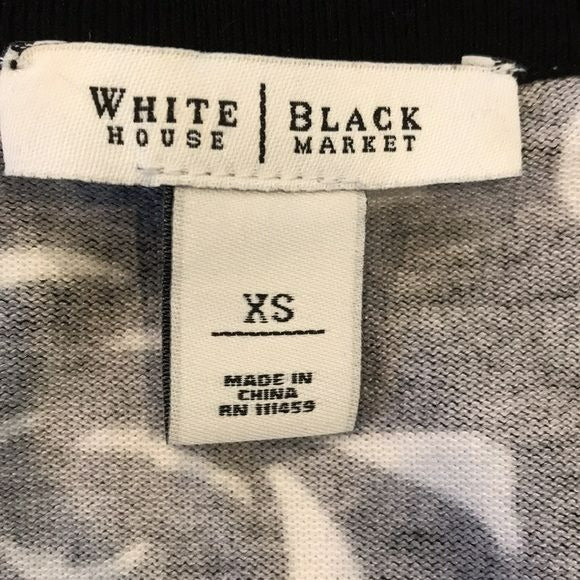 WHITE | BLACK
HOUSE | MARKET
XS
MADE IN
CHINA
RN 111459